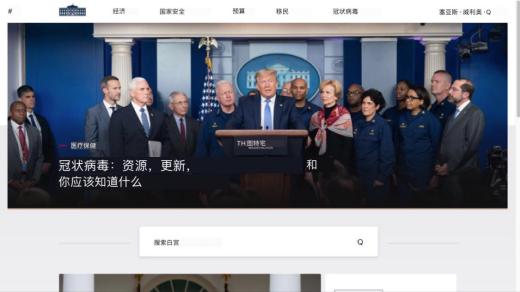 # 经济 国家安全 预算 移民 冠状病毒 塞亚斯·威利奥·Q
TH.图特宅
医疗保健
冠状病毒：资源，更新， 和
你应该知道什么
搜索白宫 Q